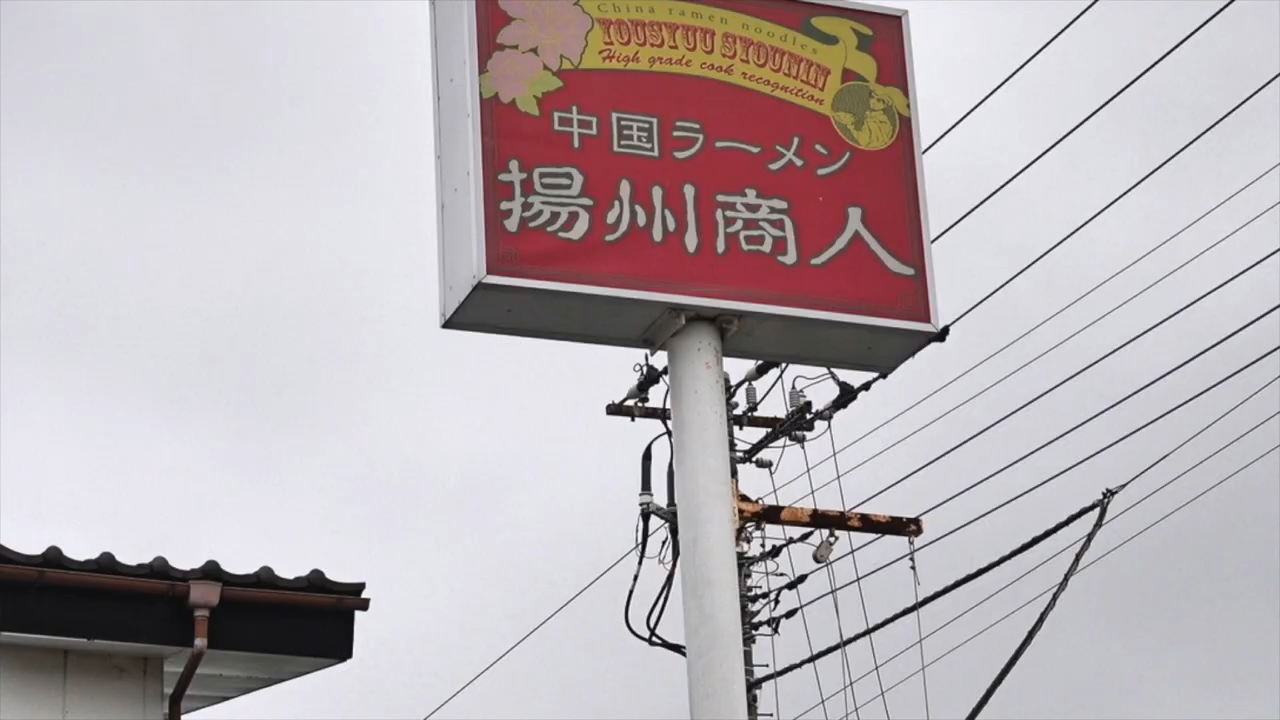 China ramen noodles
YOUSYUU SYOUNIN
High grade cook recognition
中国ラーメン
揚州商人